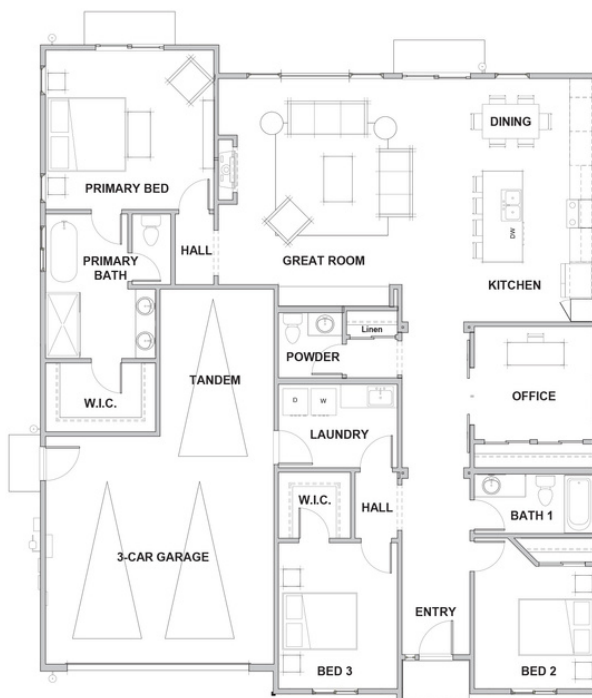 DINING
PRIMARY BED
HALL
PRIMARY
BATH
GREAT ROOM
DW
KITCHEN
Linen
POWDER
TANDEM
OFFICE
W.I.C.
D
W
LAUNDRY
W.I.C.
HALL
BATH 1
3-CAR GARAGE
ENTRY
BED 3
BED 2